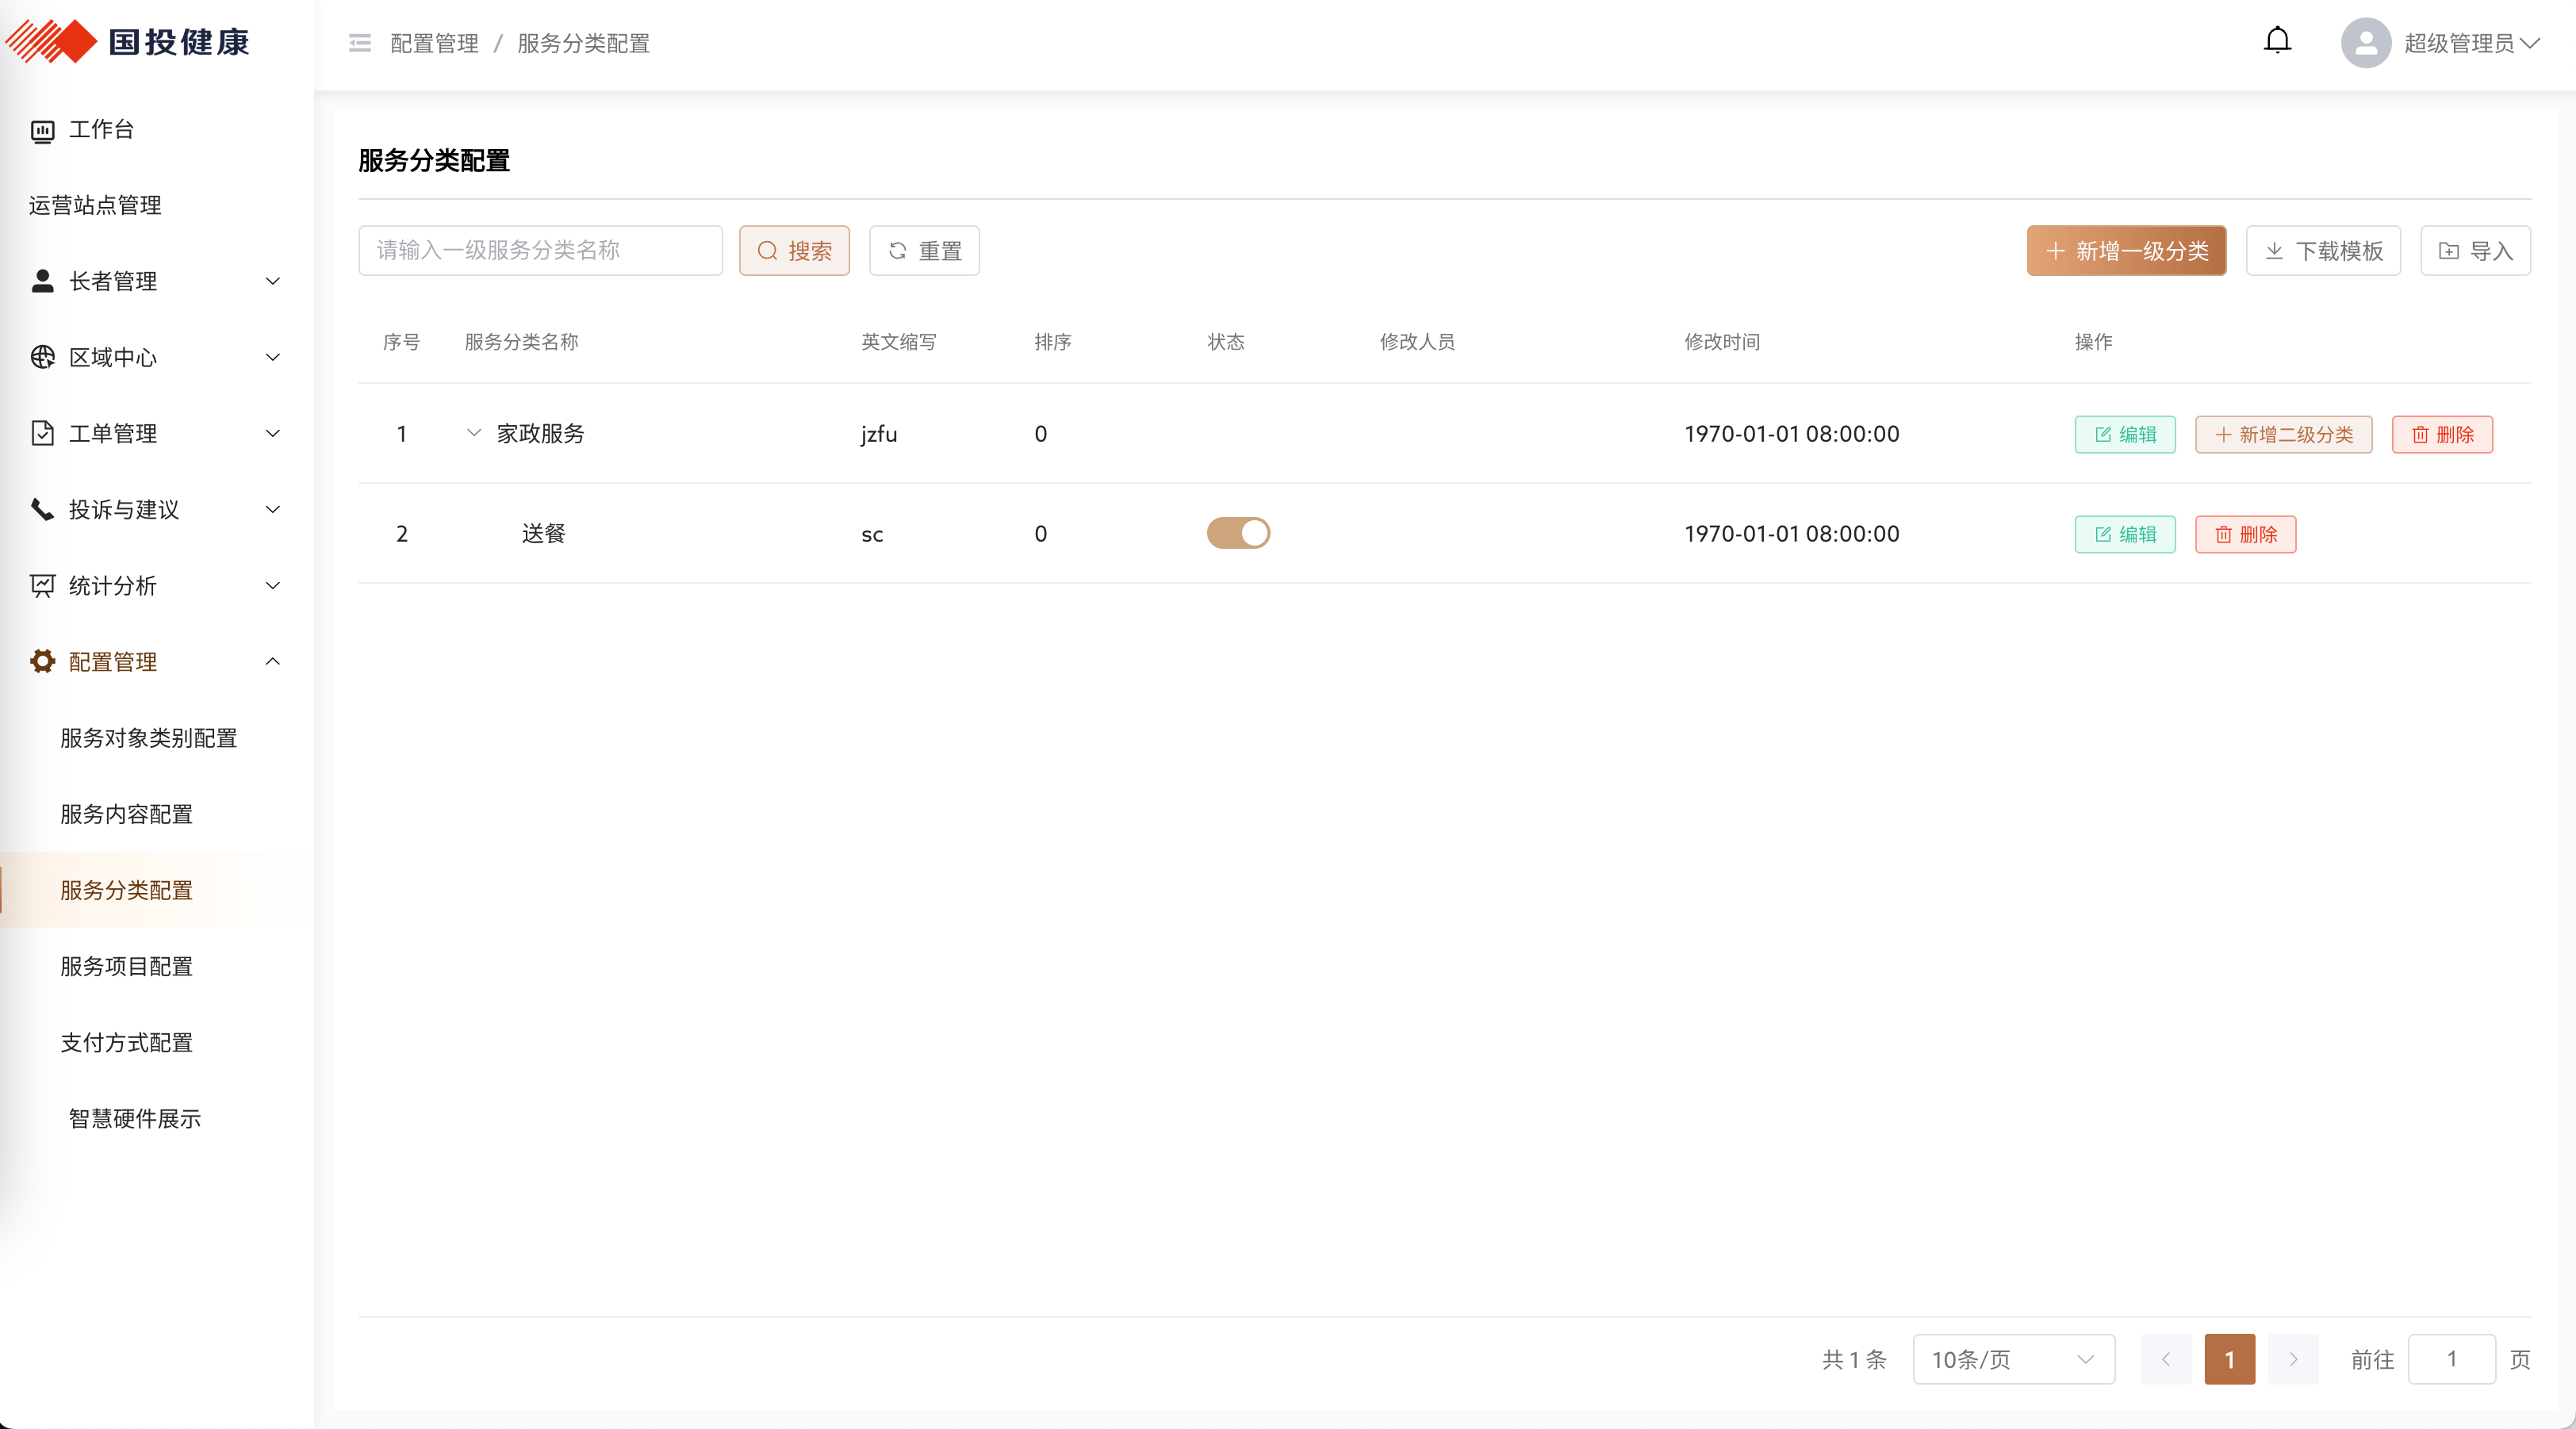 国投健康
配置管理 / 服务分类配置
超级管理员
工作台
运营站点管理
长者管理
区域中心
工单管理
投诉与建议
统计分析
配置管理
服务对象类别配置
服务内容配置
服务分类配置
服务项目配置
支付方式配置
智慧硬件展示
服务分类配置
请输入一级服务分类名称 搜索 重置 新增一级分类 下载模板 导入
序号 服务分类名称 英文缩写 排序 状态 修改人员 修改时间 操作
1 家政服务 jzfu 0 1970-01-01 08:00:00 编辑 新增二级分类 删除
2 送餐 sc 0 1970-01-01 08:00:00 编辑 删除
共 1 条 10条/页 1 前往 1 页